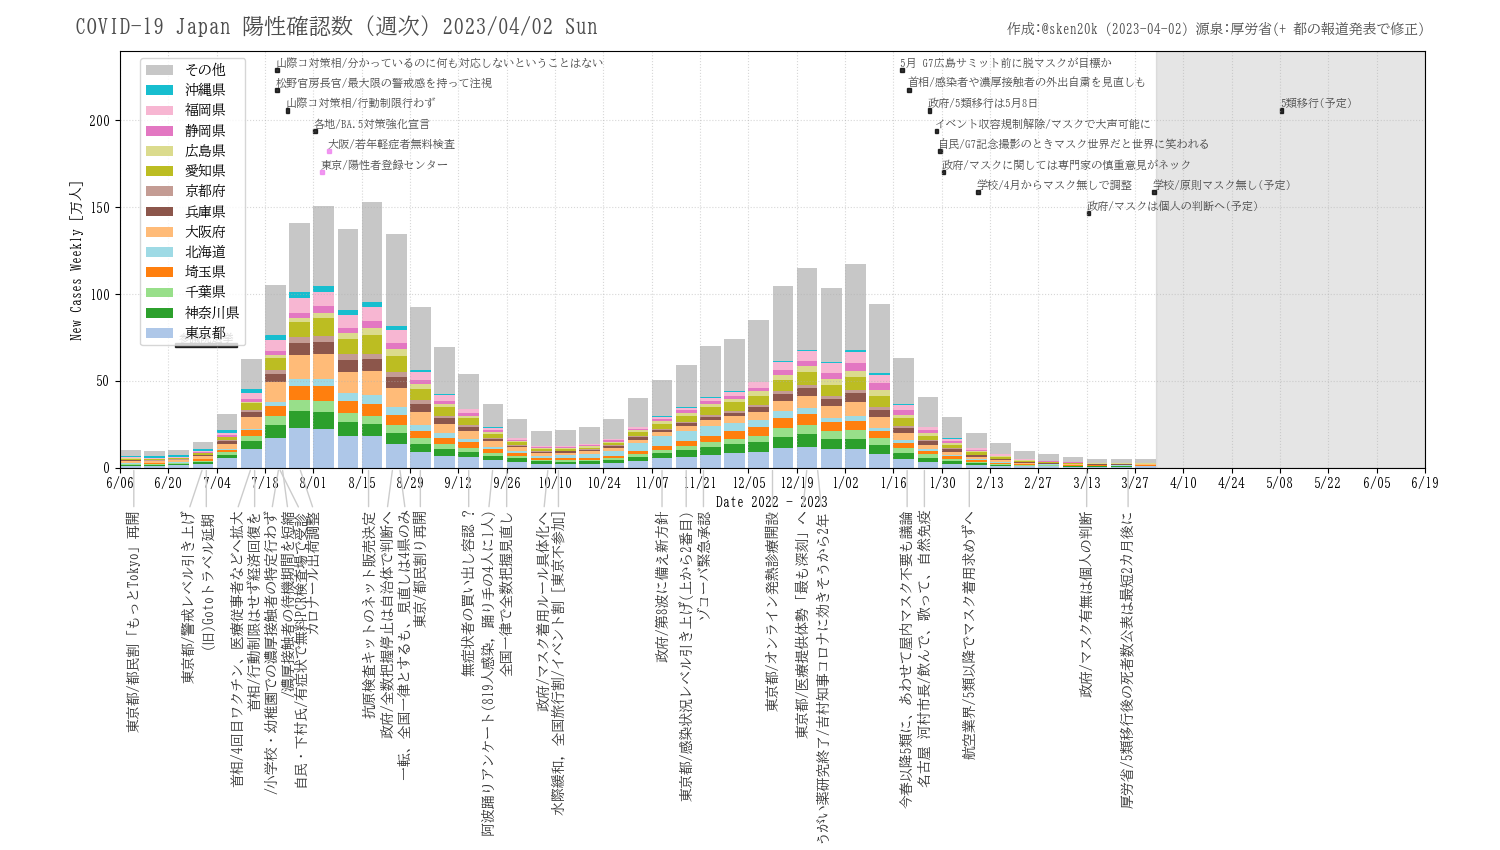 COVID-19 Japan 陽性確認数 (週次) 2023/04/02 Sun
作成:@sken20k (2023-04-02) 源泉:厚労省(+ 都の報道発表で修正)
New Cases Weekly [万人]
200
150
100
50
0
その他
沖縄県
福岡県
静岡県
広島県
愛知県
京都府
兵庫県
大阪府
北海道
埼玉県
千葉県
神奈川県
東京都
山際コ対策相/分かっているのに何も対応しないということはない
松野官房長官/最大限の警戒感を持って注視
山際コ対策相/行動制限行わず
各地/BA.5対策強化宣言
大阪/若年軽症者無料検査
東京/陽性者登録センター
5月 G7広島サミット前に脱マスクが目標か
首相/感染者や濃厚接触者の外出自粛を見直しも
政府/5類移行は5月8日
イベント収容規制解除/マスクで大声可能に
自民/G7記念撮影のときマスク世界だと世界に笑われる
政府/マスクに関しては専門家の慎重意見がネック
学校/4月からマスク無しで調整
学校/原則マスク無し(予定)
政府/マスクは個人の判断へ(予定)
5類移行(予定)
6/06 6/20 7/04 7/18 8/01 8/15 8/29 9/12 9/26 10/10 10/24 11/07 11/21 12/05 12/19 1/02 1/16 1/30 2/13 2/27 3/13 3/27 4/10 4/24 5/08 5/22 6/05 6/19
Date 2022 - 2023
東京都/都民割「もっとTokyo」再開
東京都/警戒レベル引き上げ
(旧)Gotoトラベル延期
首相/4回目ワクチン、医療従事者などへ拡大
首相/行動制限はせず経済回復を
/小学校・幼稚園での濃厚接触者の特定行わず
/濃厚接触者の待機期間を短縮
自民・下村氏/有症状で無料PCR検査場で受診
カロナール出荷調整
抗原検査キットのネット販売決定
政府/全数把握停止は自治体で判断へ
一転、全国一律とするも、見直しは4県のみ
東京/都民割り再開
無症状者の買い出し容認？
阿波踊りアンケート(819人感染, 踊り手の4人に1人)
全国一律で全数把握見直し
政府/マスク着用ルール具体化へ
水際緩和, 全国旅行割/イベント割 [東京不参加]
政府/第8波に備え新方針
東京都/感染状況レベル引き上げ(上から2番目)
ゾコーバ緊急承認
東京都/オンライン発熱診療開設
東京都/医療提供体勢「最も深刻」へ
うがい薬研究終了/吉村知事コロナに効きそうから2年
今春以降5類に、あわせて屋内マスク不要も議論
名古屋 河村市長/飲んで、歌って、自然免疫
航空業界/5類以降でマスク着用求めずへ
政府/マスク有無は個人の判断
厚労省/5類移行後の死者数公表は最短2カ月後に